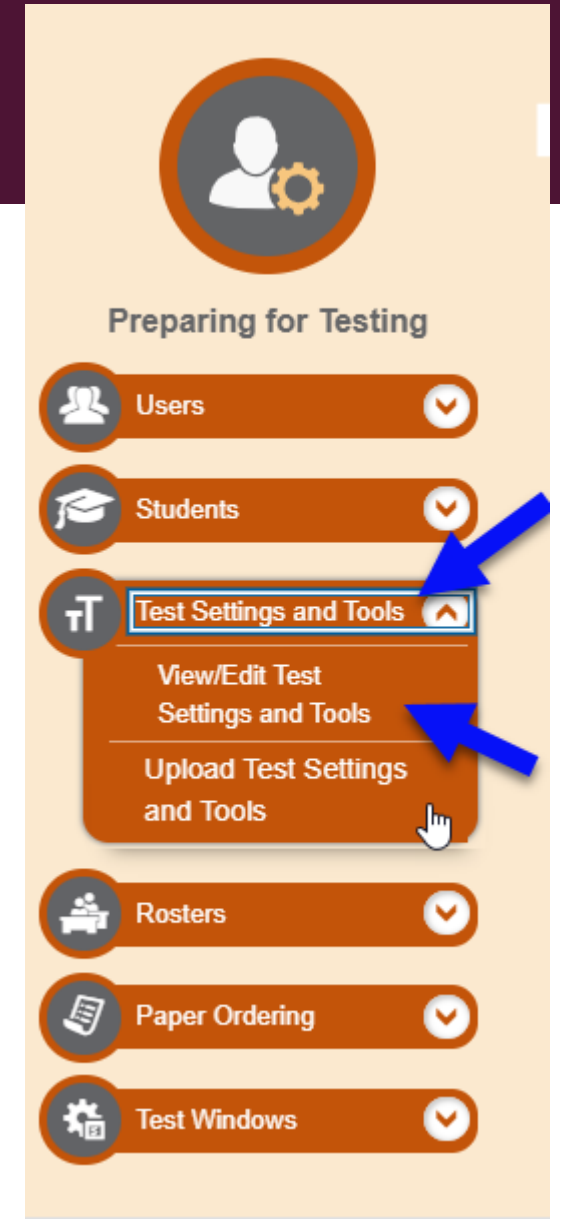 Preparing for Testing
Users
Students
Test Settings and Tools
View/Edit Test
Settings and Tools
Upload Test Settings
and Tools
Rosters
Paper Ordering
Test Windows